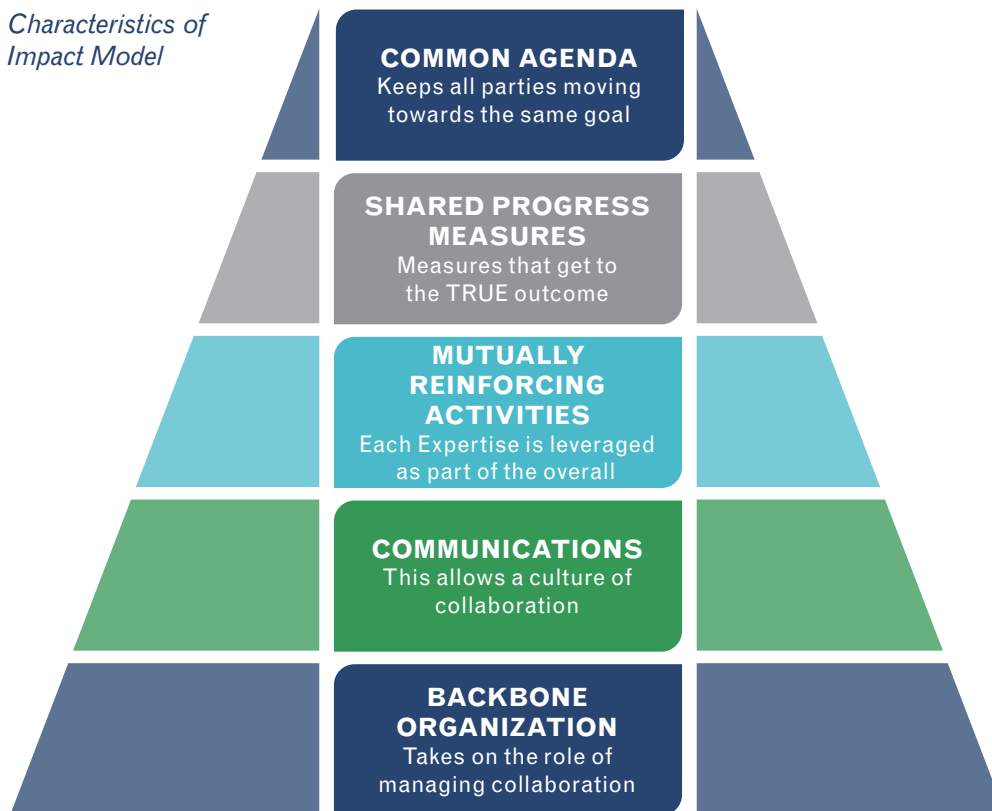 Characteristics of
Impact Model
COMMON AGENDA
Keeps all parties moving
towards the same goal
SHARED PROGRESS
MEASURES
Measures that get to
the TRUE outcome
MUTUALLY
REINFORCING
ACTIVITIES
Each Expertise is leveraged
as part of the overall
COMMUNICATIONS
This allows a culture of
collaboration
BACKBONE
ORGANIZATION
Takes on the role of
managing collaboration